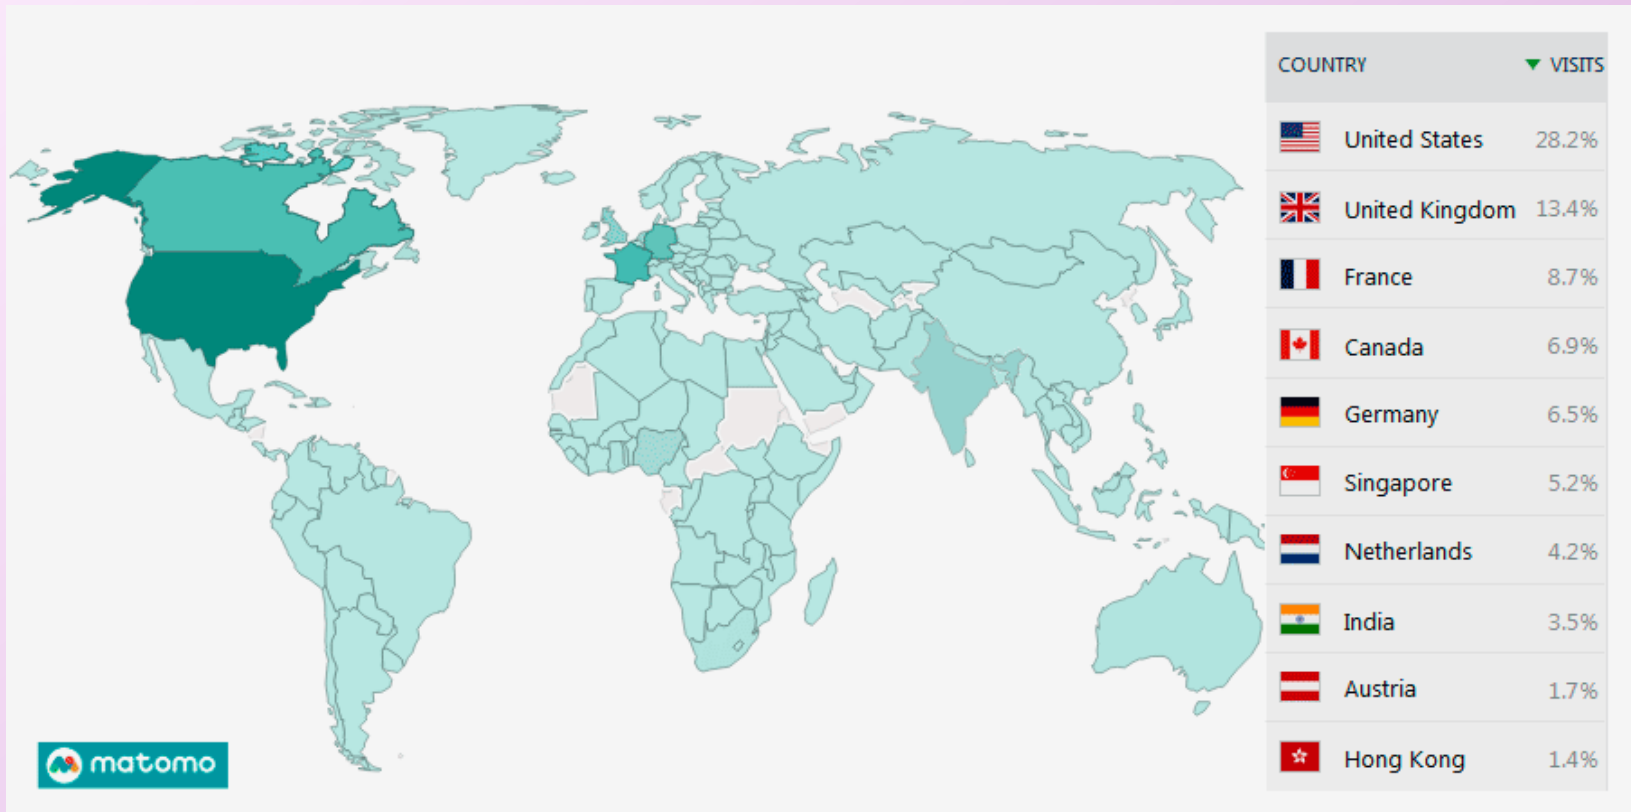 COUNTRY ▼ VISITS
United States 28.2%
United Kingdom 13.4%
France 8.7%
Canada 6.9%
Germany 6.5%
Singapore 5.2%
Netherlands 4.2%
India 3.5%
Austria 1.7%
Hong Kong 1.4%
matomo